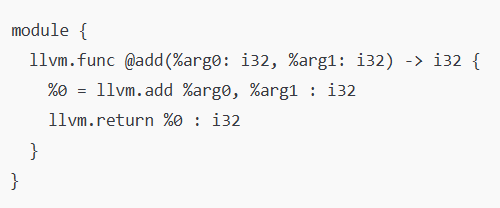 module {
  llvm.func @add(%arg0: i32, %arg1: i32) -> i32 {
    %0 = llvm.add %arg0, %arg1 : i32
    llvm.return %0 : i32
  }
}